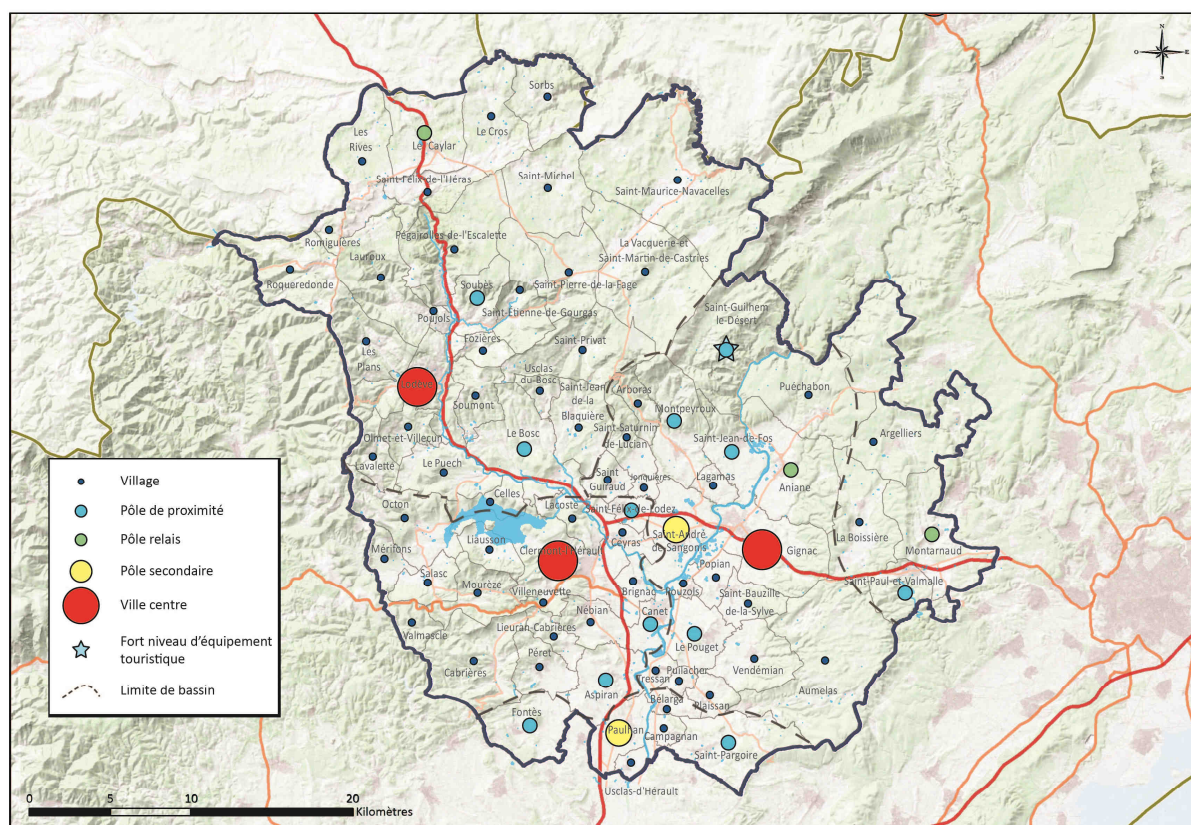 N
O
E
S
Sorbs
Le Cros
Les
Rives
Le Caylar
Saint-Félix-de-l'Héras
Saint-Michel
Saint-Maurice-Navacelles
Romiguières
Pégairolles-de-l'Escalette
La Vacquerie-et
Saint-Martin-de-Castries
Lauroux
Roqueredonde
Soubès
Saint-Pierre-de-la-Fage
Saint-Étienne-de-Gourgas
Saint-Guilhem
le-Désert
Poujols
Fozières
Saint-Privat
Les
Plans
Lodève
Usclas
du-Bosc
Saint-Jean
de-la
Blaquière
Arboras
Puéchabon
Soumont
Montpeyroux
Olmet-et-Villecun
Le Bosc
Saint-Saturnin
de-Lucian
Saint-Jean-de-Fos
Argelliers
Lavalette
Le Puech
Saint
Guiraud
Jonquières
Lagamas
Aniane
Octon
Celles
Lacoste
Saint-Félix-de-Lodez
Saint-André
de-Sangonis
La Boissière
Liausson
Clermont-l'Hérault
Ceyras
Gignac
Montarnaud
Mérifons
Salasc
Mourèze
Villeneuvette
Brignac
Pouzols
Popian
Saint-Bauzille
de-la-Sylve
Saint-Paul-et-Valmalle
Valmascle
Lieuran-Cabrières
Nébian
Canet
Le Pouget
Cabrières
Péret
Tressan
Puilacher
Vendémian
Aumelas
Aspiran
Bélarga
Plaissan
Fontès
Paulhan
Campagnan
Saint-Pargoire
Usclas-d'Hérault
Village
Pôle de proximité
Pôle relais
Pôle secondaire
Ville centre
Fort niveau d'équipement
touristique
Limite de bassin
0
10
20
Kilomètres